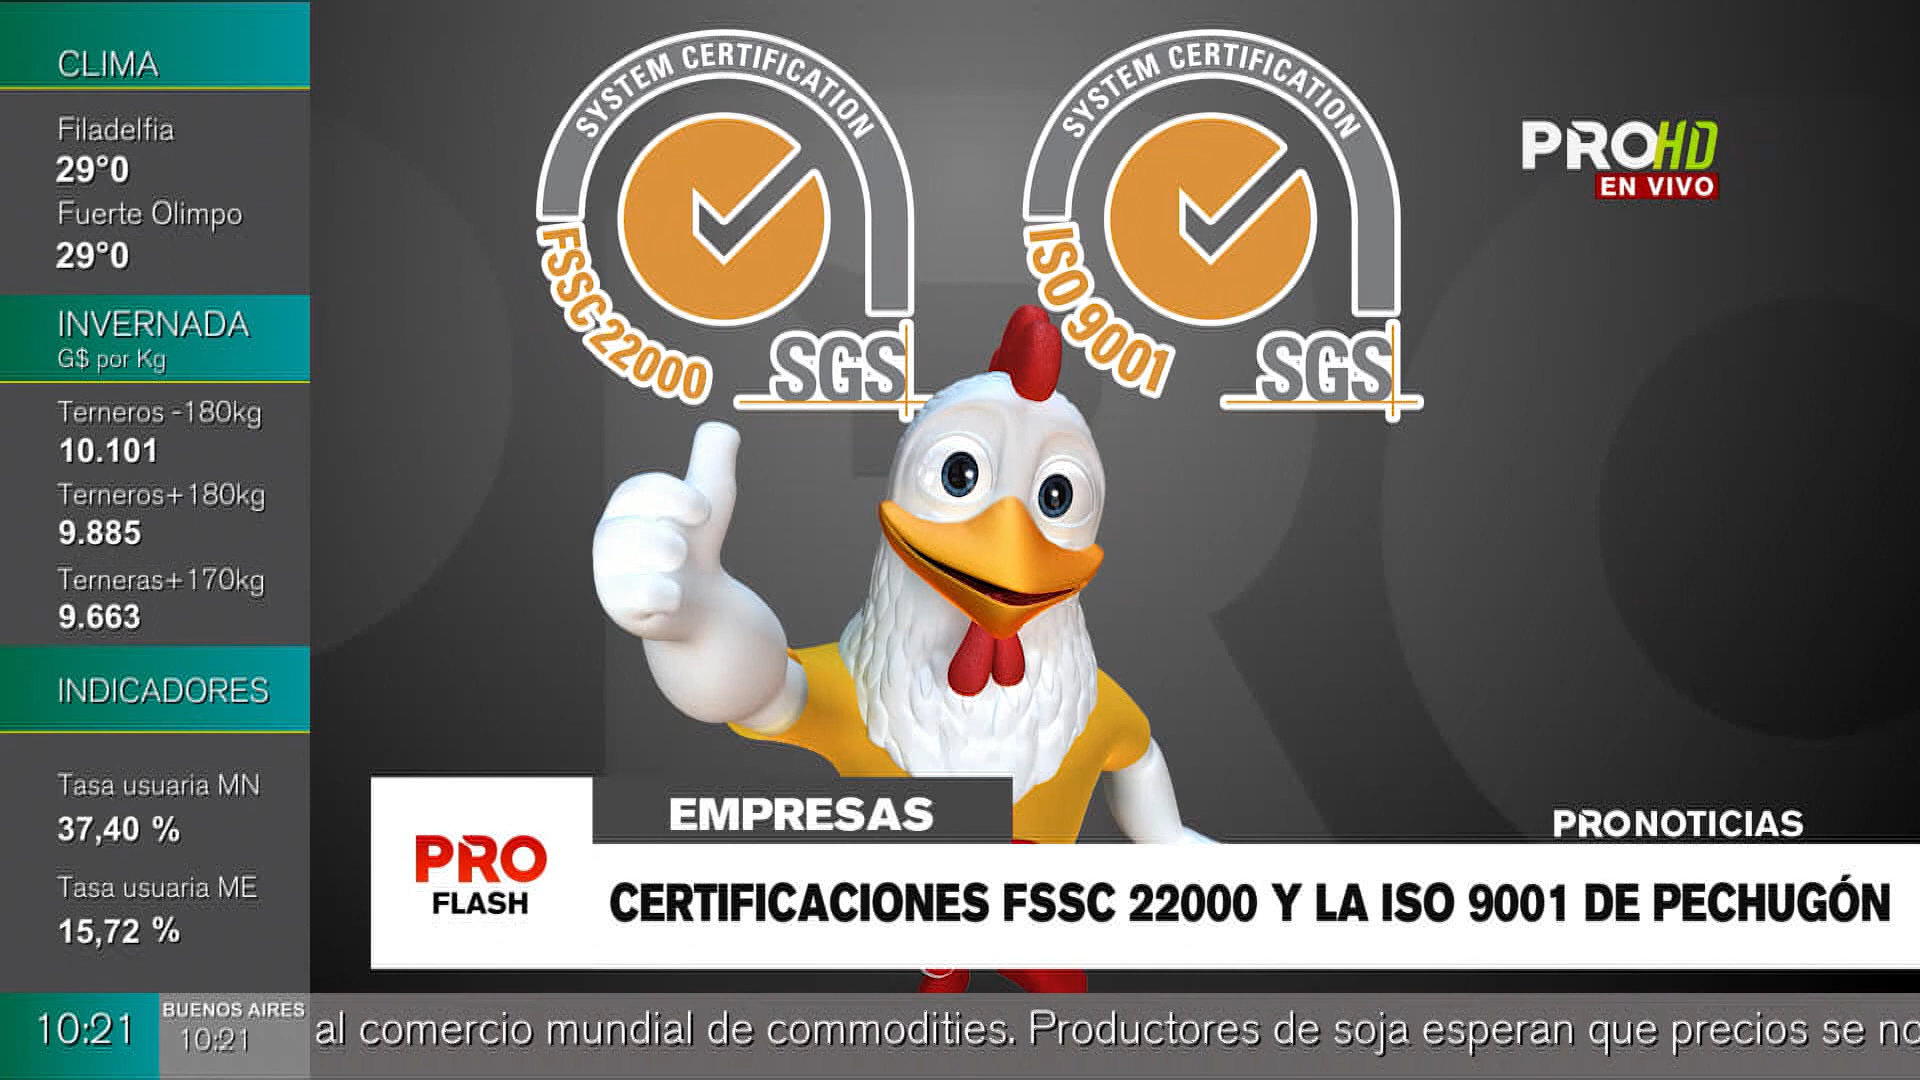 CLIMA
Filadelfia
29°0
Fuerte Olimpo
29°0
INVERNADA
G$ por Kg
Terneros -180kg
10.101
Terneros+180kg
9.885
Terneras+170kg
9.663
INDICADORES
Tasa usuaria MN
37,40 %
Tasa usuaria ME
15,72 %
SYSTEM CERTIFICATION
FSSC 22000
SGS
SYSTEM CERTIFICATION
ISO 9001
SGS
PRO HD
EN VIVO
EMPRESAS
PRONOTICIAS
PRO
FLASH
CERTIFICACIONES FSSC 22000 Y LA ISO 9001 DE PECHUGÓN
10:21
BUENOS AIRES
10:21
al comercio mundial de commodities. Productores de soja esperan que precios se no